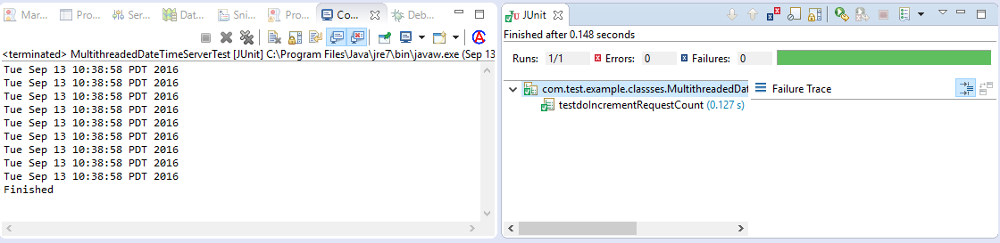 Mar...
Pro...
Ser...
Dat...
Sni...
Pro...
Co...
Deb...
<terminated> MultithreadedDateTimeServerTest [JUnit] C:\Program Files\Java\jre7\bin\javaw.exe (Sep 13
Tue Sep 13 10:38:58 PDT 2016
Tue Sep 13 10:38:58 PDT 2016
Tue Sep 13 10:38:58 PDT 2016
Tue Sep 13 10:38:58 PDT 2016
Tue Sep 13 10:38:58 PDT 2016
Tue Sep 13 10:38:58 PDT 2016
Tue Sep 13 10:38:58 PDT 2016
Tue Sep 13 10:38:58 PDT 2016
Tue Sep 13 10:38:58 PDT 2016
Finished
JUnit
Finished after 0.148 seconds
Runs: 1/1 Errors: 0 Failures: 0
com.test.example.classses.MultithreadedDat
testdoIncrementRequestCount (0.127 s)
Failure Trace